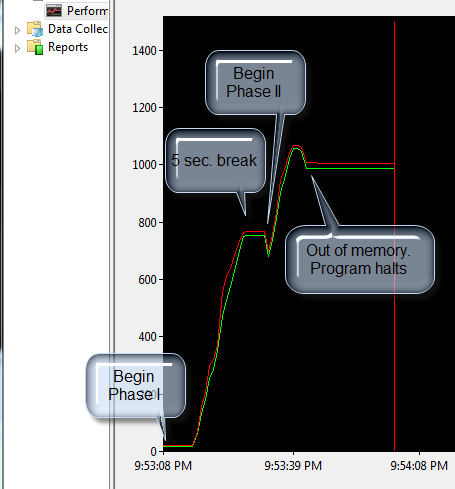 Perform
Data Collec
Reports
1400
1200
1000
800
600
400
200
0
9:53:08 PM
9:53:39 PM
9:54:08 PM
Begin
Phase II
5 sec. break
Out of memory.
Program halts
Begin
Phase I